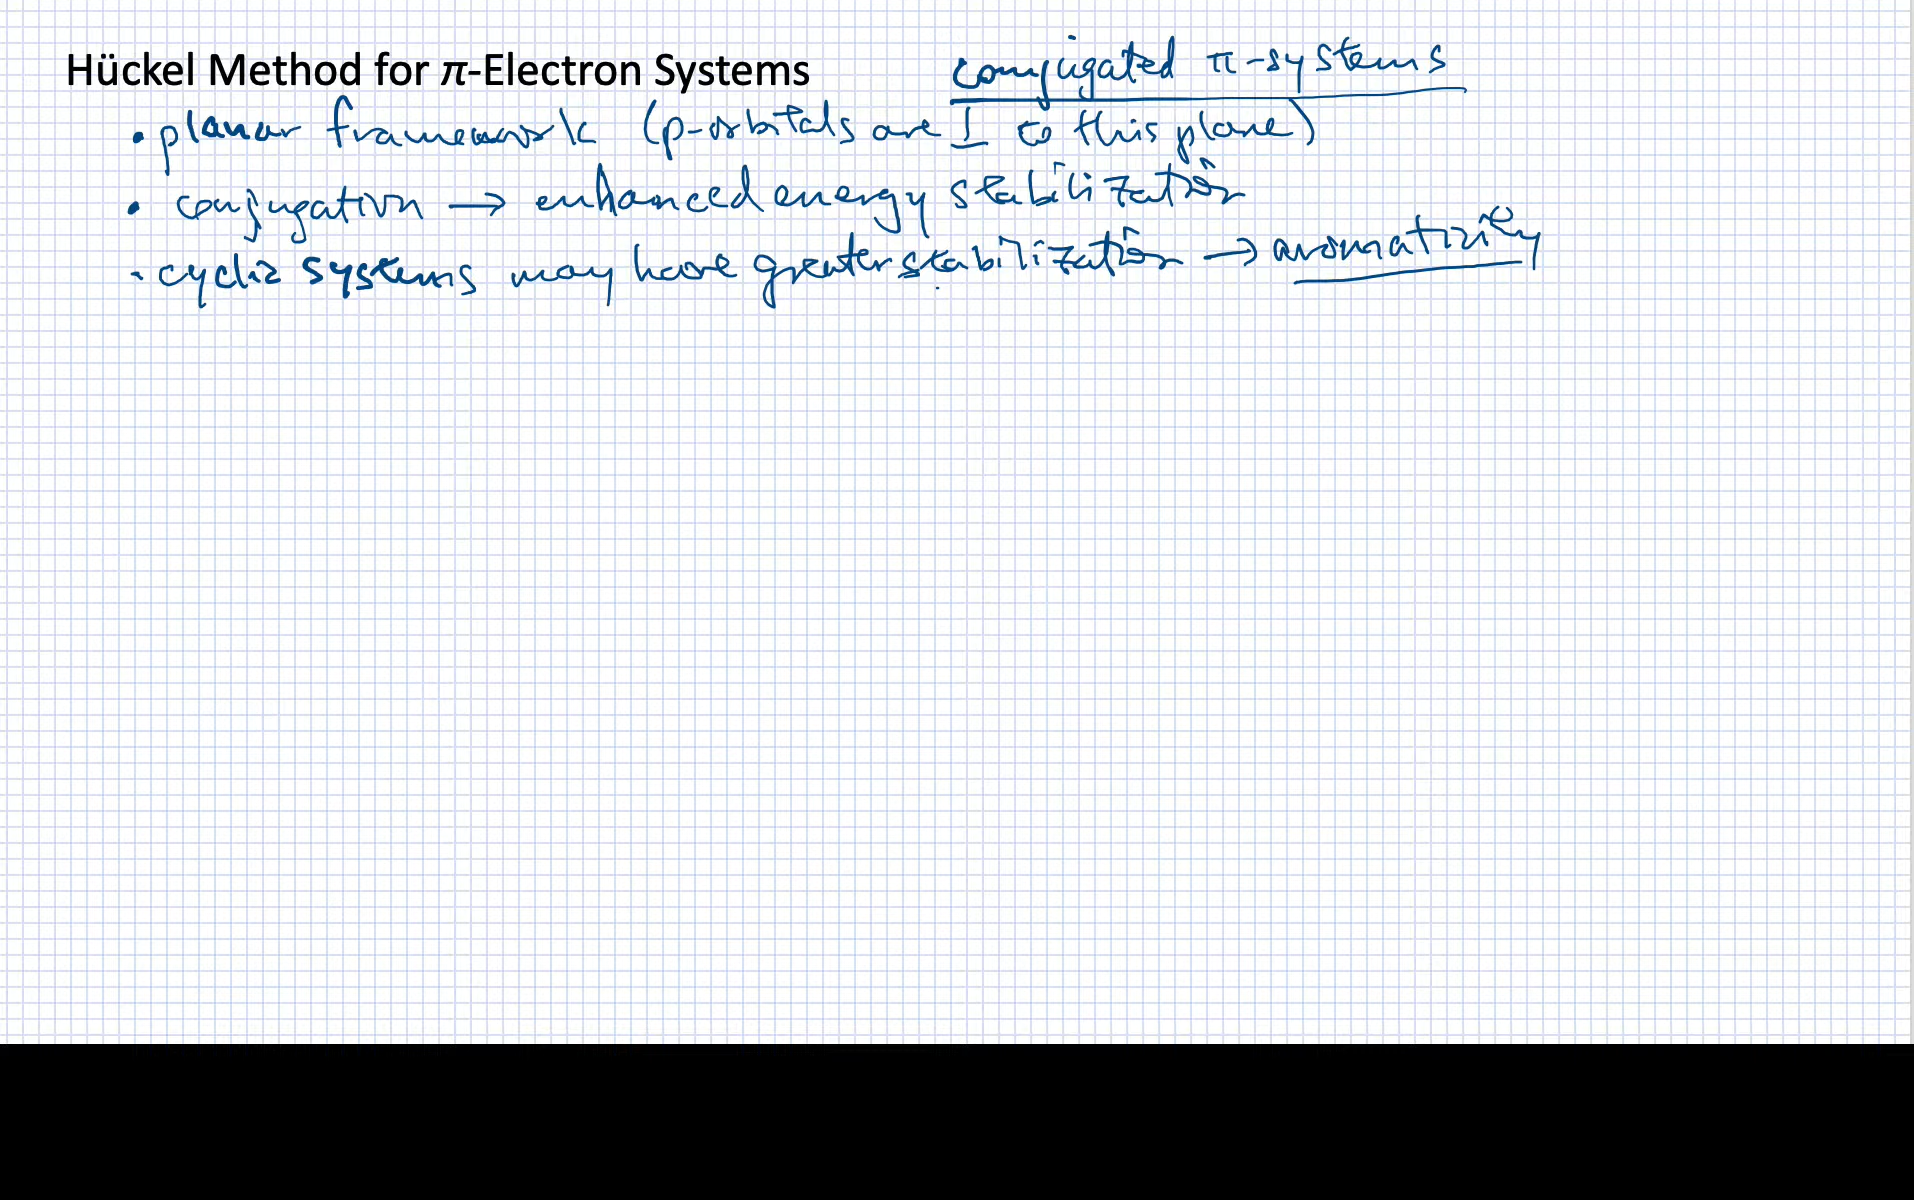 Hückel Method for π-Electron Systems conjugated π-systems
• planar framework (p-orbitals are ⊥ to this plane)
• conjugation → enhanced energy stabilization
• cyclic systems may have greater stabilization → aromaticity